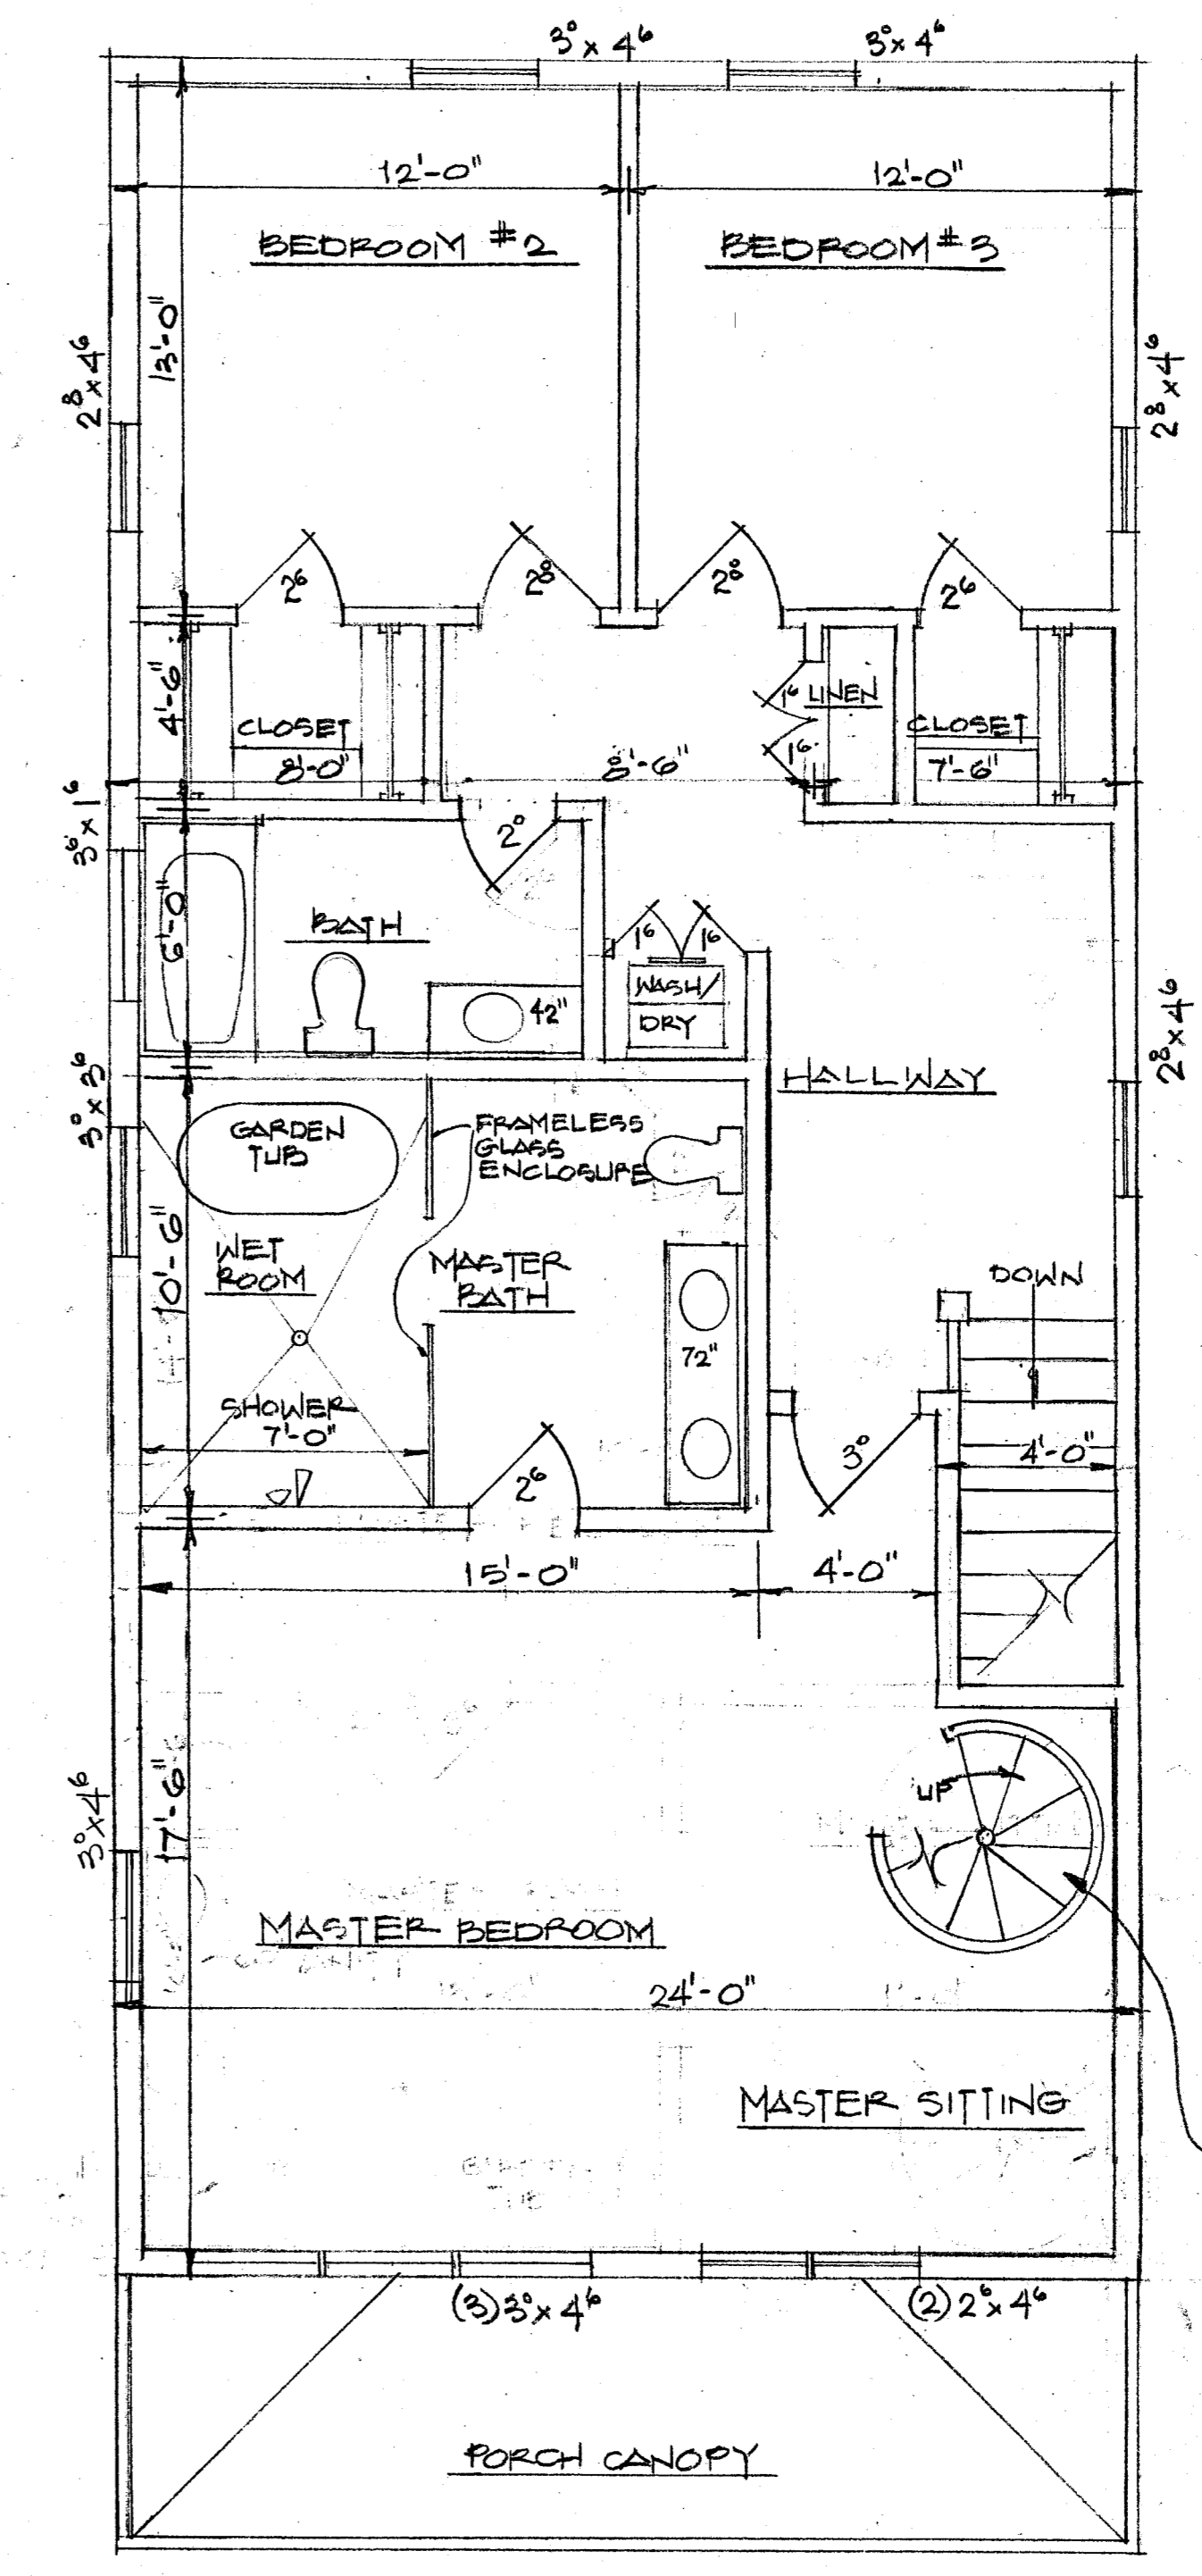 3⁰ x 4⁶
3⁰ x 4⁶
12'-0"
12'-0"
BEDROOM #2
BEDROOM #3
13'-0"
2⁸ x 4⁶
2⁸ x 4⁶
2⁶
2⁸
2⁸
2⁶
4'-6"
1⁶
LINEN
1⁶
CLOSET
8'-0"
8'-6"
CLOSET
7'-6"
3⁶ x 1⁶
2⁰
6'-0"
BATH
42"
1⁶
1⁶
WASH/
DRY
2⁸ x 4⁶
HALLWAY
3⁰ x 3⁶
GARDEN
TUB
FRAMELESS
GLASS
ENCLOSURE
10'-6"
WET
ROOM
MASTER
BATH
DOWN
72"
SHOWER
7'-0"
2⁶
3⁰
4'-0"
15'-0"
4'-0"
17'-6"
3⁰ x 4⁶
UP
MASTER BEDROOM
24'-0"
MASTER SITTING
(3) 3⁰ x 4⁶
(2) 2⁶ x 4⁶
PORCH CANOPY